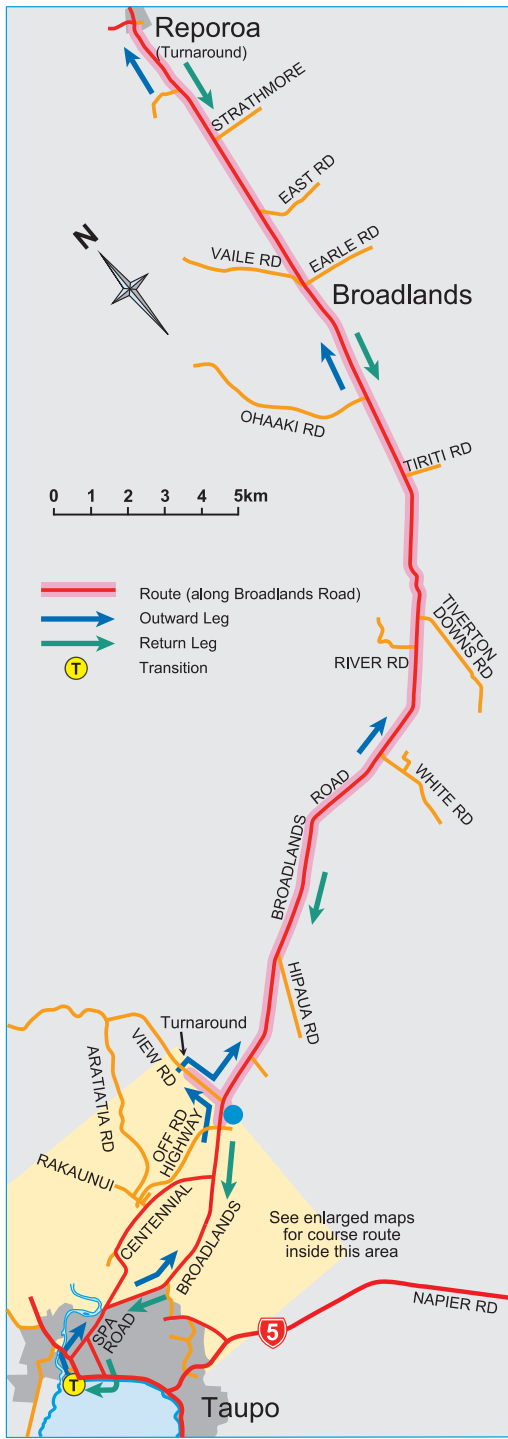 Reporoa
(Turnaround)
STRATHMORE
EAST RD
N
VAILE RD
EARLE RD
Broadlands
OHAAKI RD
TIRITI RD
0 1 2 3 4 5km
Route (along Broadlands Road)
Outward Leg
Return Leg
T Transition
TIVERTON
DOWNS RD
RIVER RD
WHITE RD
BROADLANDS ROAD
HIPAUA RD
Turnaround
VIEW RD
ARATIATIA RD
OFF RD
HIGHWAY
RAKAUNUI
CENTENNIAL
BROADLANDS
See enlarged maps
for course route
inside this area
NAPIER RD
5
SPA
ROAD
T
Taupo